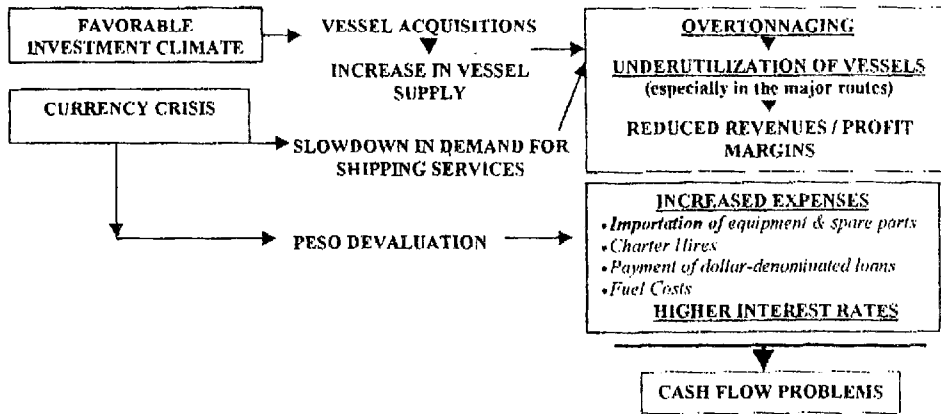 FAVORABLE
INVESTMENT CLIMATE
VESSEL ACQUISITIONS
INCREASE IN VESSEL
SUPPLY
CURRENCY CRISIS
SLOWDOWN IN DEMAND FOR
SHIPPING SERVICES
PESO DEVALUATION
OVERTONNAGING
UNDERUTILIZATION OF VESSELS
(especially in the major routes)
REDUCED REVENUES / PROFIT
MARGINS
INCREASED EXPENSES
• Importation of equipment & spare parts
• Charter Hires
• Payment of dollar-denominated loans
• Fuel Costs
HIGHER INTEREST RATES
CASH FLOW PROBLEMS